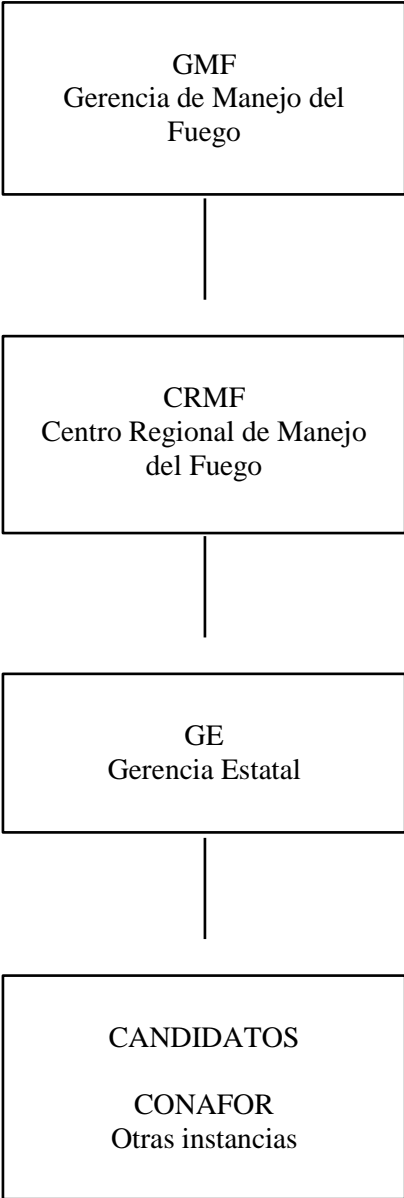 GMF
Gerencia de Manejo del
Fuego
CRMF
Centro Regional de Manejo
del Fuego
GE
Gerencia Estatal
CANDIDATOS
CONAFOR
Otras instancias